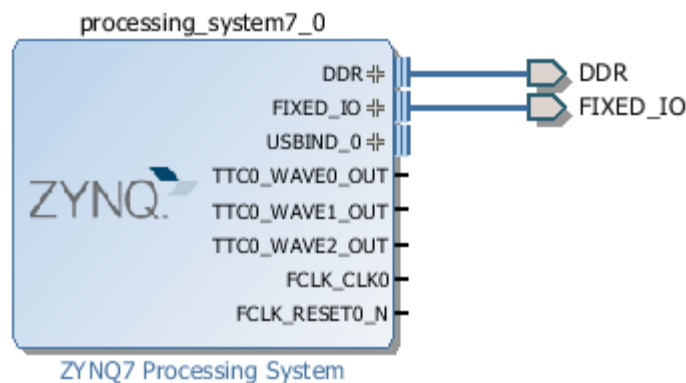 processing_system7_0
DDR
DDR
FIXED_IO
FIXED_IO
USBIND_0
ZYNQ.
TTC0_WAVE0_OUT
TTC0_WAVE1_OUT
TTC0_WAVE2_OUT
FCLK_CLK0
FCLK_RESET0_N
ZYNQ7 Processing System